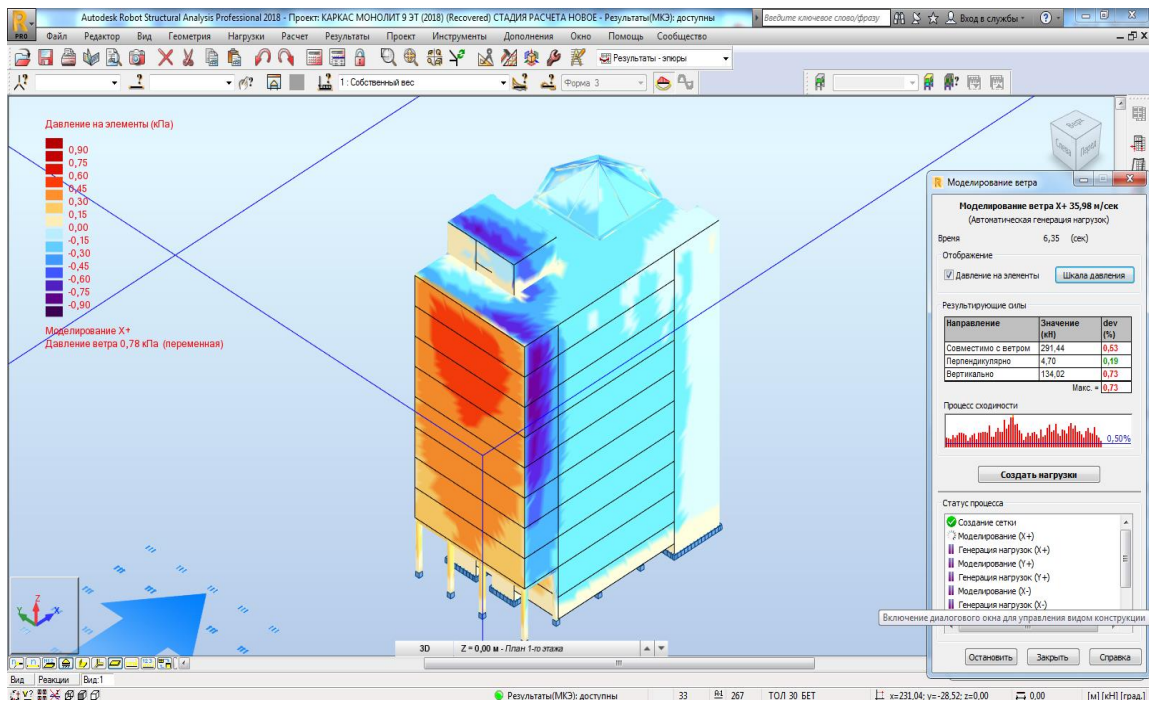 Autodesk Robot Structural Analysis Professional 2018 - Проект: КАРКАС МОНОЛИТ 9 ЭТ (2018) (Recovered) СТАДИЯ РАСЧЕТА НОВОЕ - Результаты(МКЭ): доступны
Введите ключевое слово/фразу
Вход в службы
PRO
Файл Редактор Вид Геометрия Нагрузки Расчет Результаты Проект Инструменты Дополнения Окно Помощь Сообщество
Результаты - эпюры
1 : Собственный вес
Форма 3
Давление на элементы (кПа)
0,90
0,75
0,60
0,45
0,30
0,15
0,00
-0,15
-0,30
-0,45
-0,60
-0,75
-0,90
Моделирование X+
Давление ветра 0,78 кПа (переменная)
Верх
Слева
Перед
Моделирование ветра
Моделирование ветра X+ 35,98 м/сек
(Автоматическая генерация нагрузок)
Время 6,35 (сек)
Отображение
Давление на элементы Шкала давления
Результирующие силы
Направление Значение (кН) dev (%)
Совместимо с ветром 291,44 0,53
Перпендикулярно 4,70 0,19
Вертикально 134,02 0,73
Макс. = 0,73
Процесс сходимости
0,50%
Создать нагрузки
Статус процесса
Создание сетки
Моделирование (X+)
Генерация нагрузок (X+)
Моделирование (Y+)
Генерация нагрузок (Y+)
Моделирование (X-)
Генерация нагрузок (X-)
Включение диалогового окна для управления видом конструкции
Остановить Закрыть Справка
Z
Y
X
3D Z = 0,00 м - План 1-го этажа
Вид Реакции Вид:1
Результаты(МКЭ): доступны 33 267 ТОЛ 30 БЕТ x=231,04; y=-28,52; z=0,00 0,00 [м] [кН] [град.]